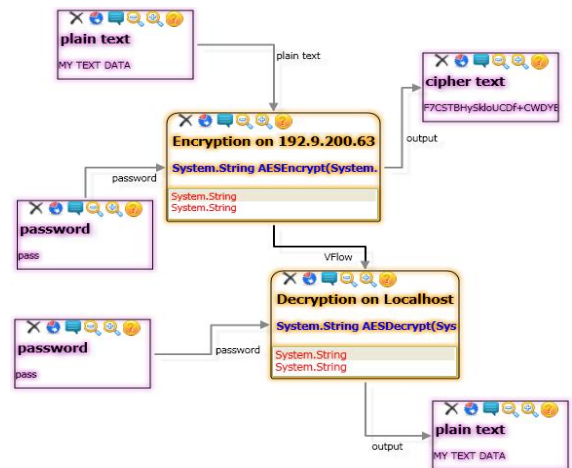 plain text
MY TEXT DATA
plain text
cipher text
F7CSTBHySkloUCDf+CWDYE
output
Encryption on 192.9.200.63
System.String AESEncrypt(System.
System.String
System.String
password
password
pass
VFlow
Decryption on Localhost
System.String AESDecrypt(Sys
System.String
System.String
password
password
pass
output
plain text
MY TEXT DATA